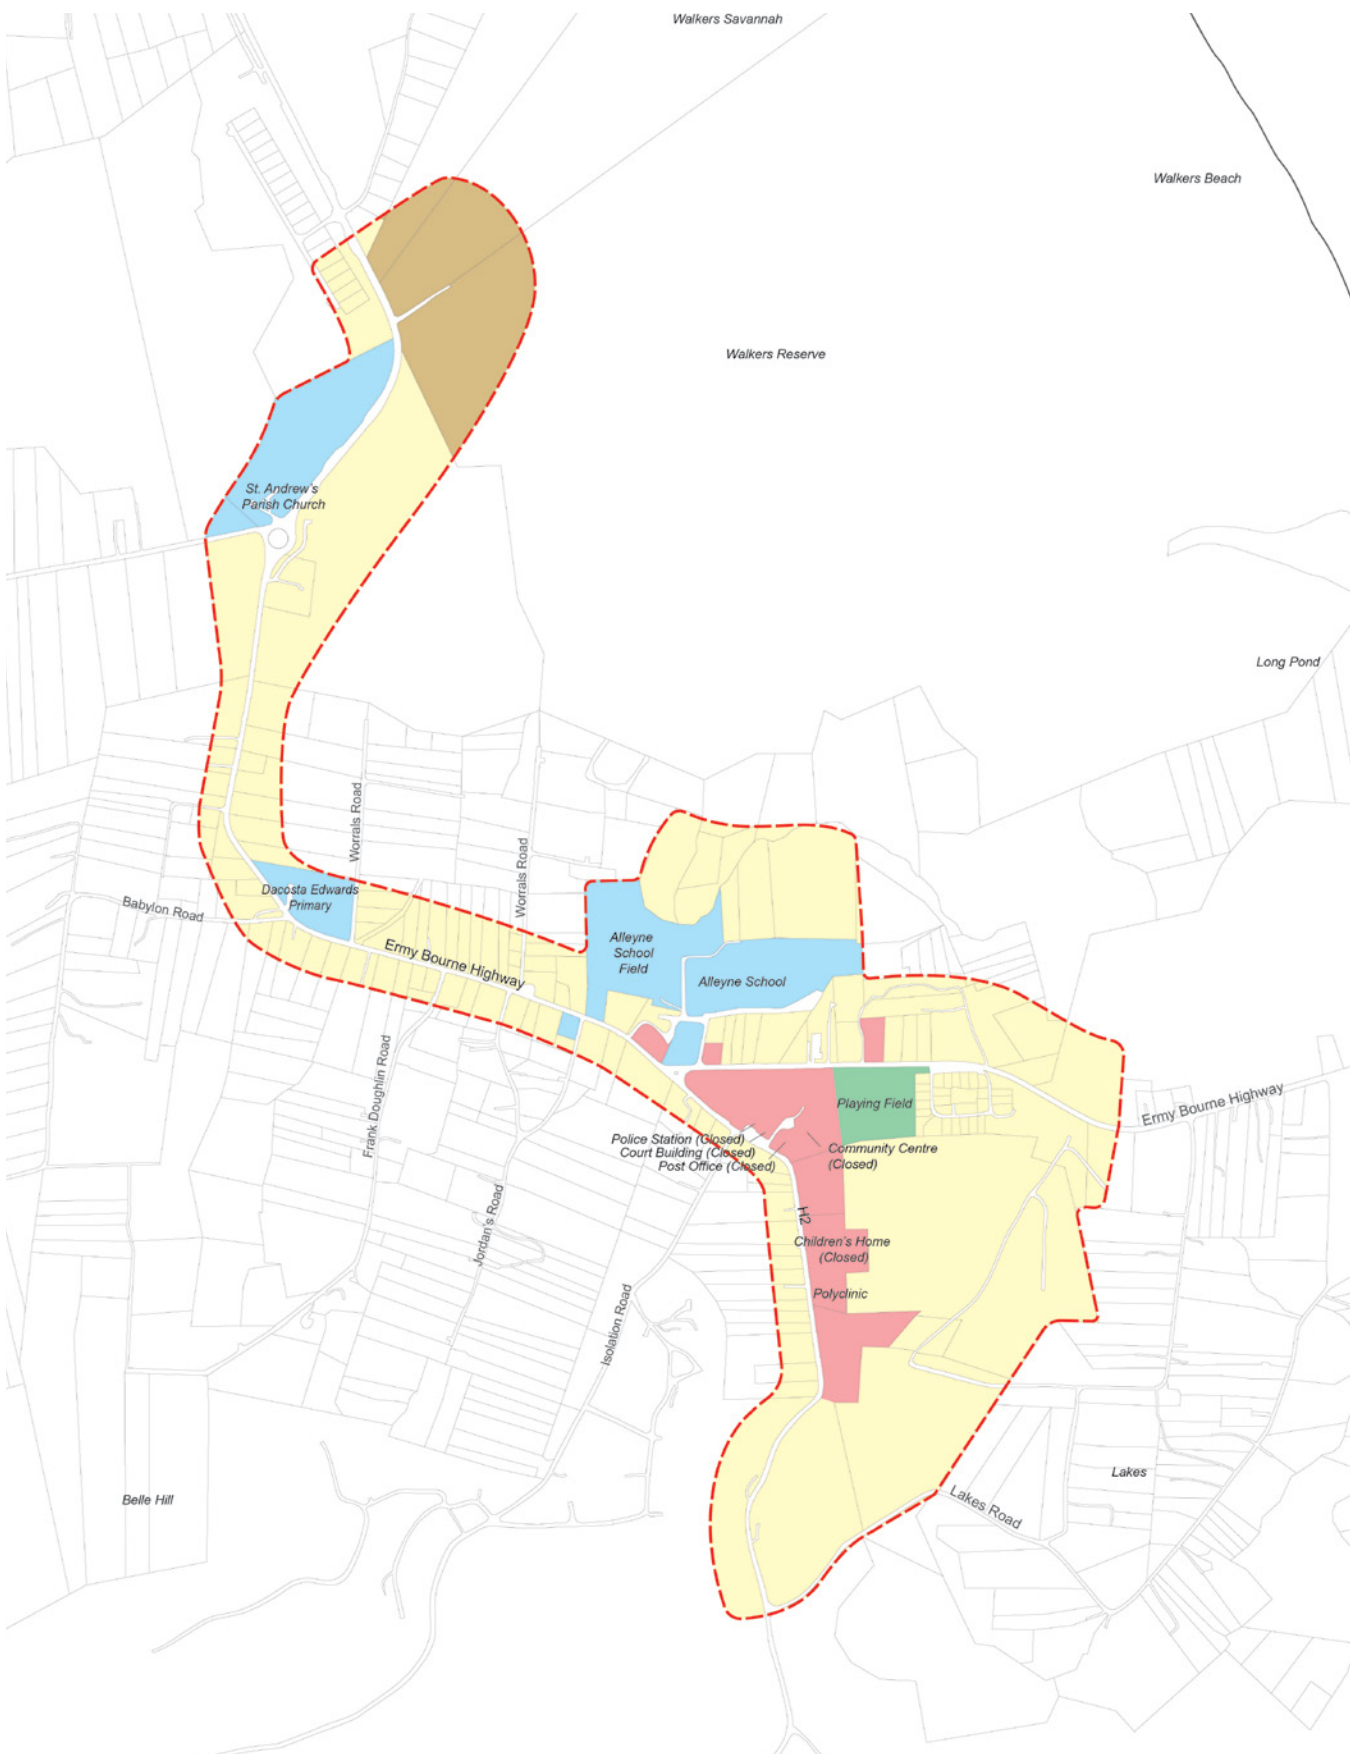 Walkers Savannah
Walkers Beach
Walkers Reserve
St. Andrew's
Parish Church
Long Pond
Worrals Road
Worrals Road
Dacosta Edwards
Primary
Babylon Road
Ermy Bourne Highway
Alleyne
School
Field
Alleyne School
Frank Doughlin Road
Playing Field
Ermy Bourne Highway
Police Station (Closed)
Court Building (Closed)
Post Office (Closed)
Community Centre
(Closed)
Jordan's Road
H2
Children's Home
(Closed)
Polyclinic
Isolation Road
Belle Hill
Lakes
Lakes Road